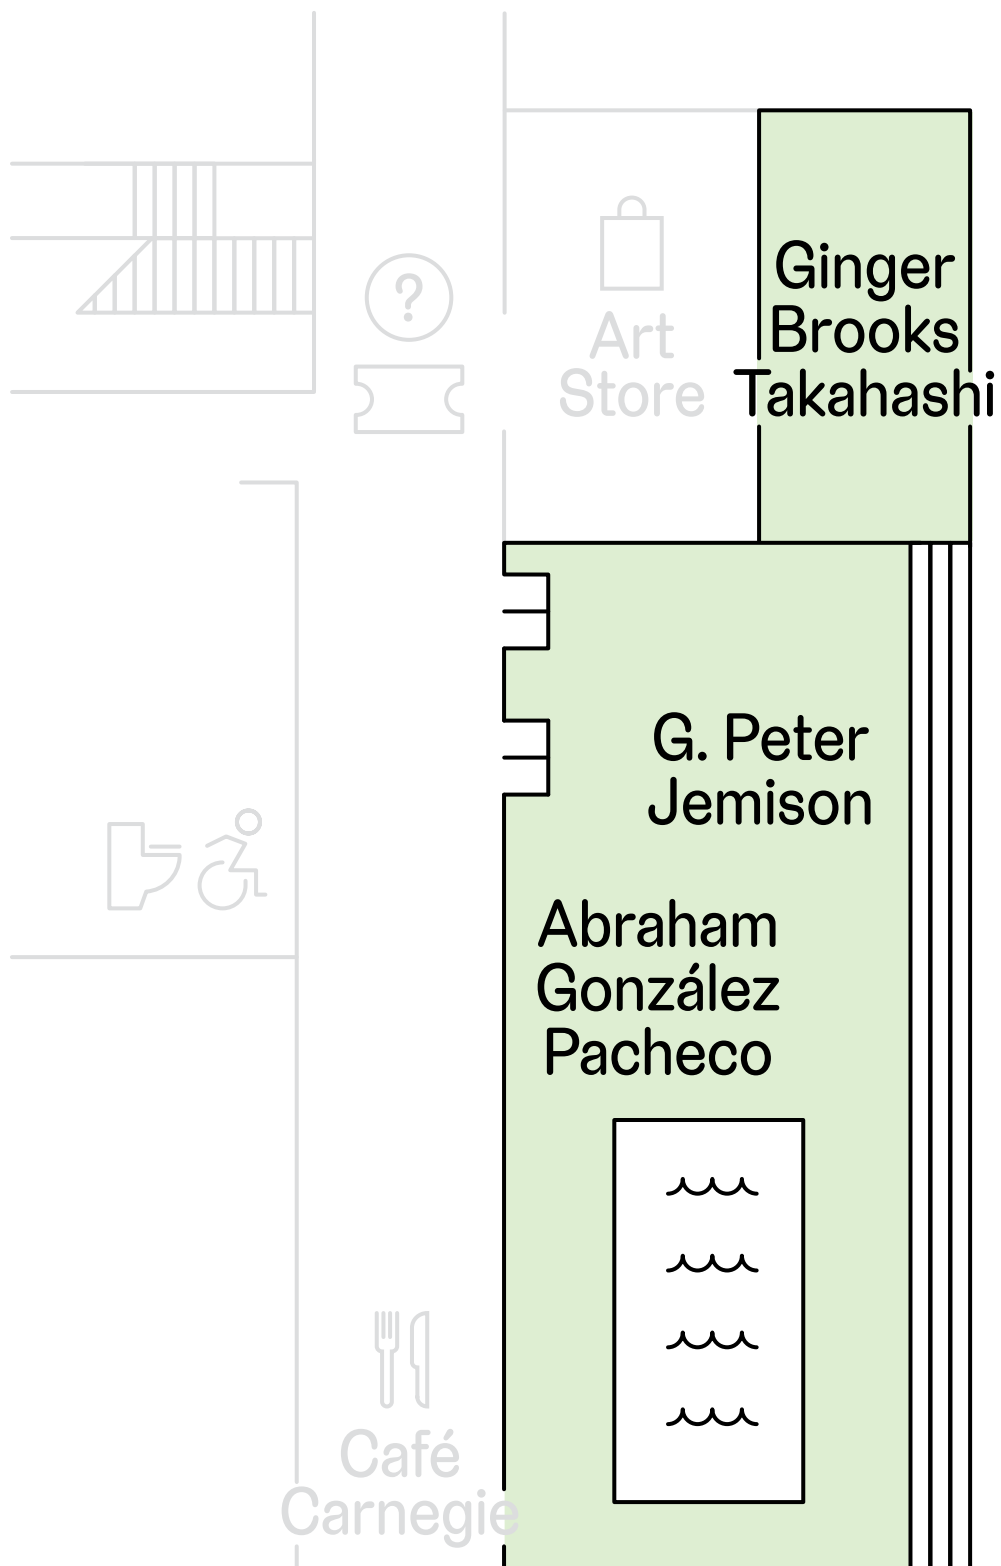 Ginger
Brooks
Takahashi
?
Art
Store
G. Peter
Jemison
Abraham
González
Pacheco
Café
Carnegie